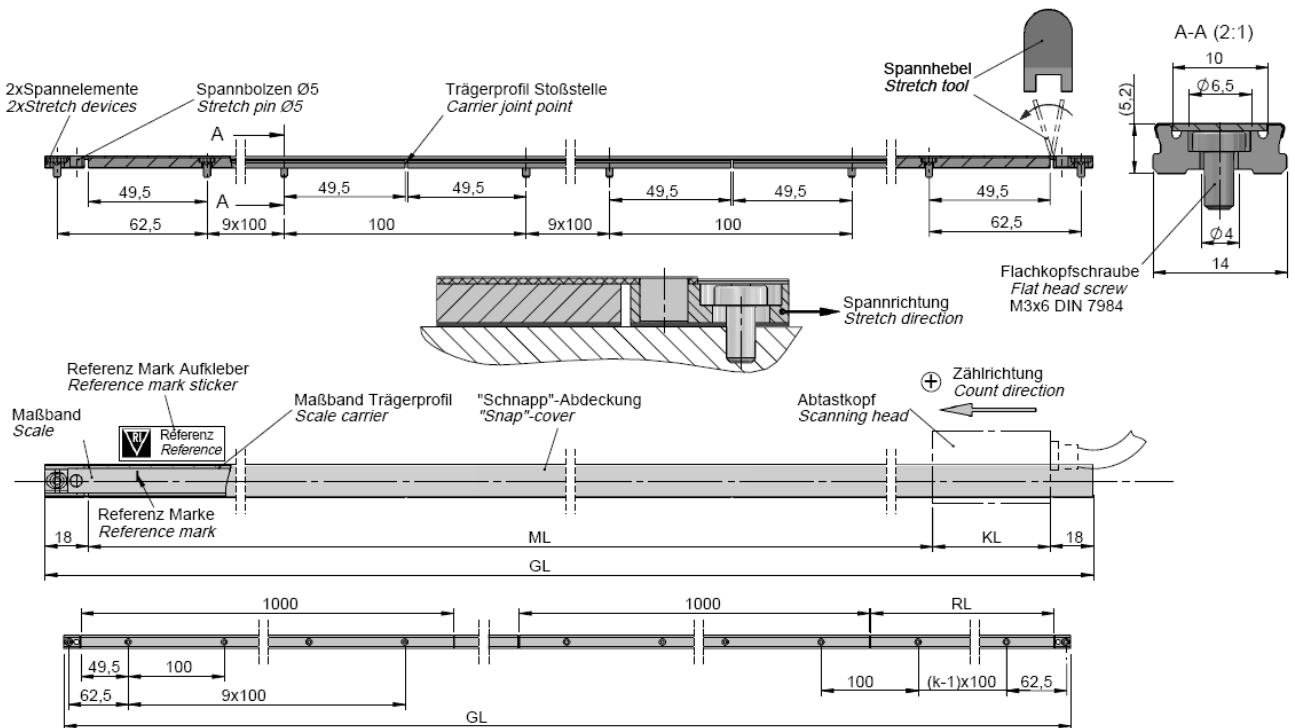 A-A (2:1)
10
Ø6,5
(5,2)
Ø4
14
2xSpannelemente
2xStretch devices
Spannbolzen Ø5
Stretch pin Ø5
Trägerprofil Stoßstelle
Carrier joint point
Spannhebel
Stretch tool
A
A
49,5
49,5
49,5
49,5
49,5
49,5
62,5
9x100
100
9x100
100
62,5
Flachkopfschraube
Flat head screw
M3x6 DIN 7984
Spannrichtung
Stretch direction
Referenz Mark Aufkleber
Reference mark sticker
Maßband
Scale
RI
Referenz
Reference
Maßband Trägerprofil
Scale carrier
"Schnapp"-Abdeckung
"Snap"-cover
Abtastkopf
Scanning head
+ Zählrichtung
Count direction
Referenz Marke
Reference mark
18
ML
KL
18
GL
1000
1000
RL
49,5
100
100
(k-1)x100
62,5
62,5
9x100
GL